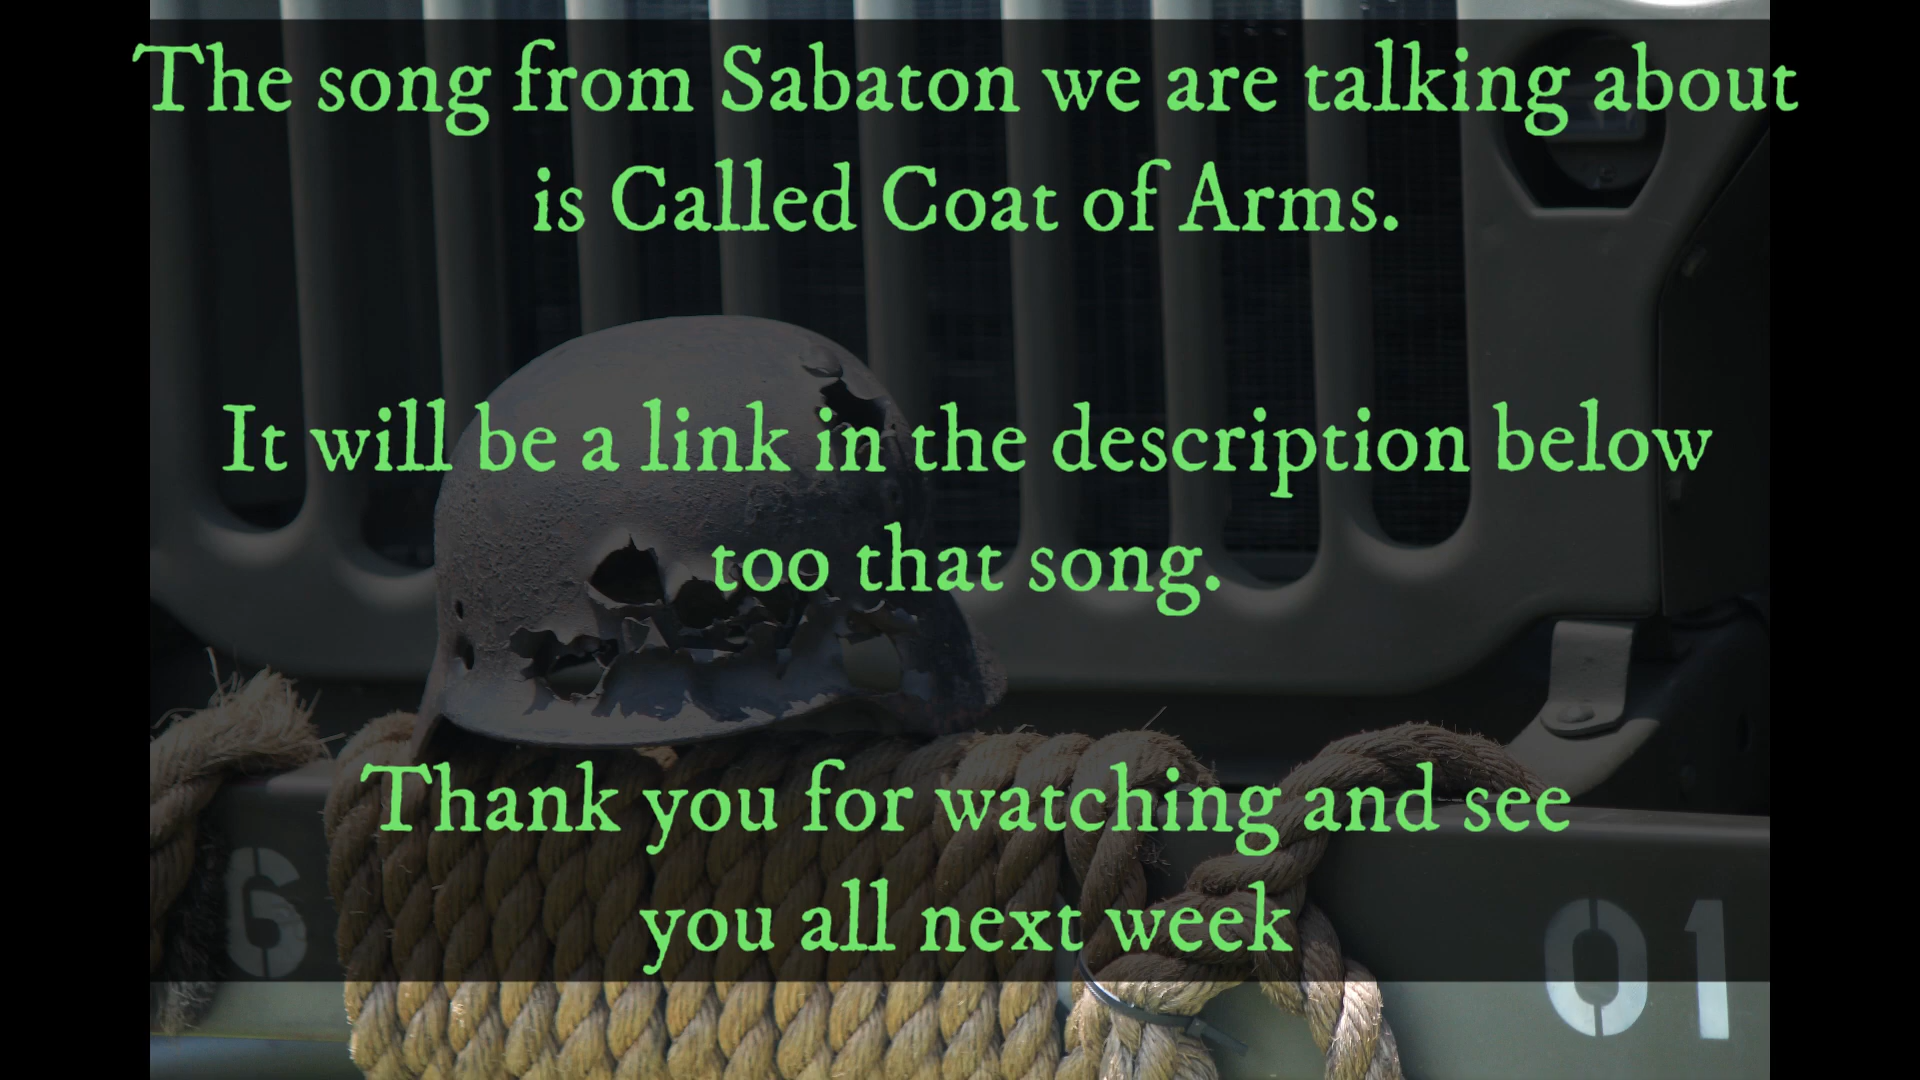 The song from Sabaton we are talking about
is Called Coat of Arms.
It will be a link in the description below
too that song.
Thank you for watching and see
you all next week
6
01